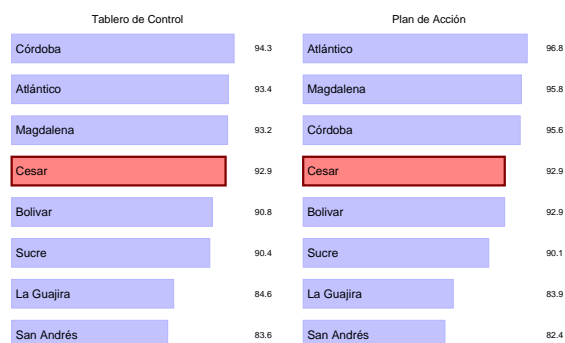 Tablero de Control
Córdoba 94.3
Atlántico 93.4
Magdalena 93.2
Cesar 92.9
Bolivar 90.8
Sucre 90.4
La Guajira 84.6
San Andrés 83.6
Plan de Acción
Atlántico 96.8
Magdalena 95.8
Córdoba 95.6
Cesar 92.9
Bolivar 92.9
Sucre 90.1
La Guajira 83.9
San Andrés 82.4